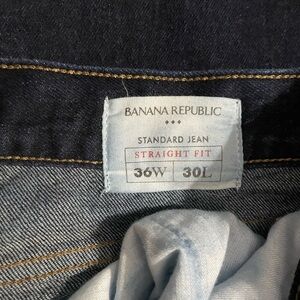 BANANA REPUBLIC
STANDARD JEAN
STRAIGHT FIT
36W 30L